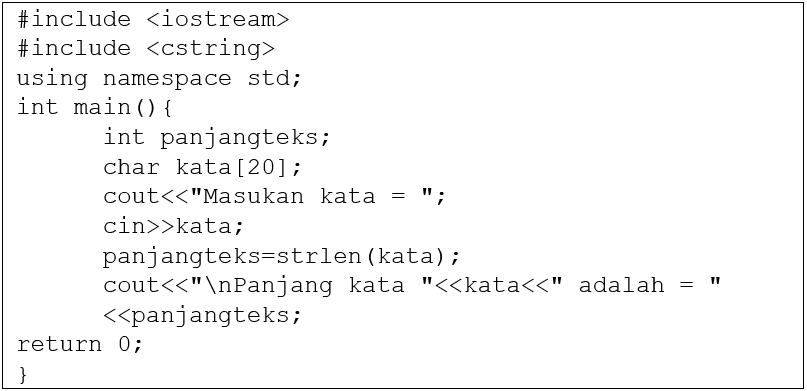 #include <iostream>
#include <cstring>
using namespace std;
int main(){
int panjangteks;
char kata[20];
cout<<"Masukan kata = ";
cin>>kata;
panjangteks=strlen(kata);
cout<<"\nPanjang kata "<<kata<<" adalah = "
<<panjangteks;
return 0;
}